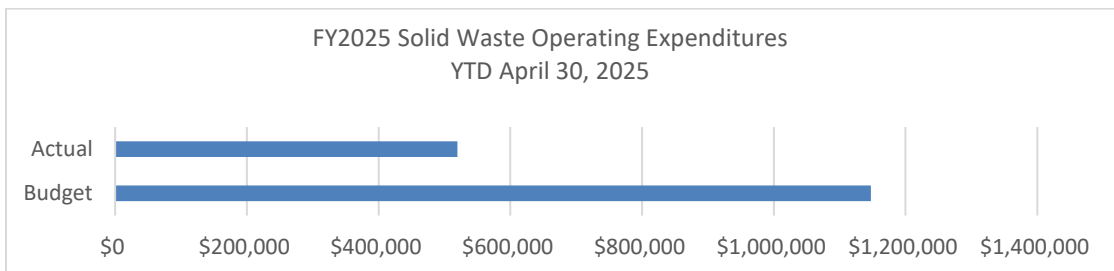 FY2025 Solid Waste Operating Expenditures
YTD April 30, 2025
Actual
Budget
$0 $200,000 $400,000 $600,000 $800,000 $1,000,000 $1,200,000 $1,400,000